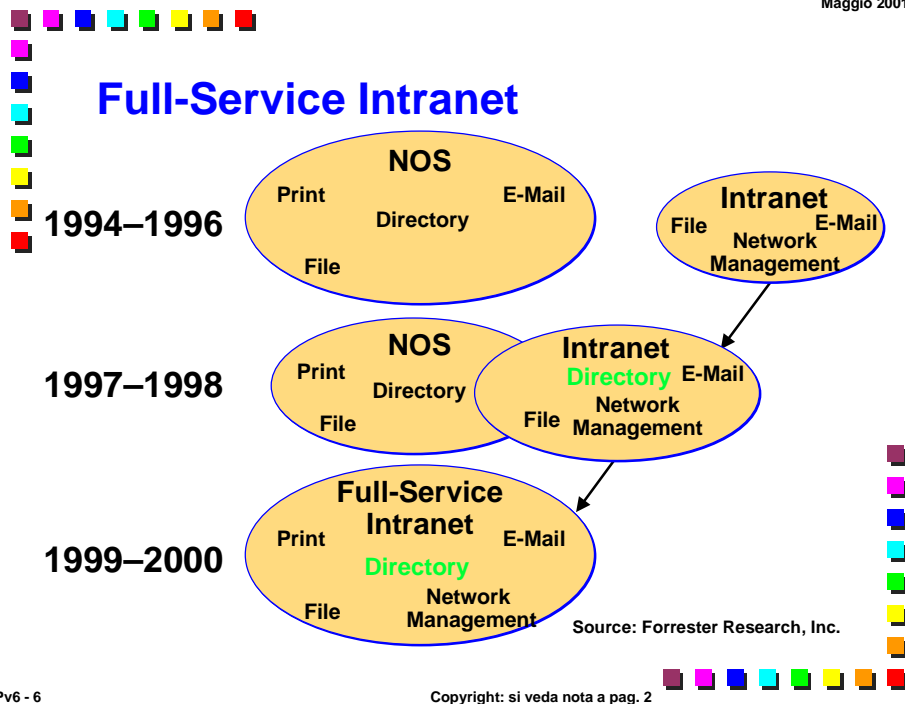 Maggio 2001
Full-Service Intranet
1994–1996
NOS
Print
E-Mail
Directory
File
Intranet
File
E-Mail
Network
Management
1997–1998
NOS
Print
Directory
File
Intranet
Directory
E-Mail
Network
File
Management
1999–2000
Full-Service
Intranet
Print
E-Mail
Directory
Network
File
Management
Source: Forrester Research, Inc.
Pv6 - 6
Copyright: si veda nota a pag. 2